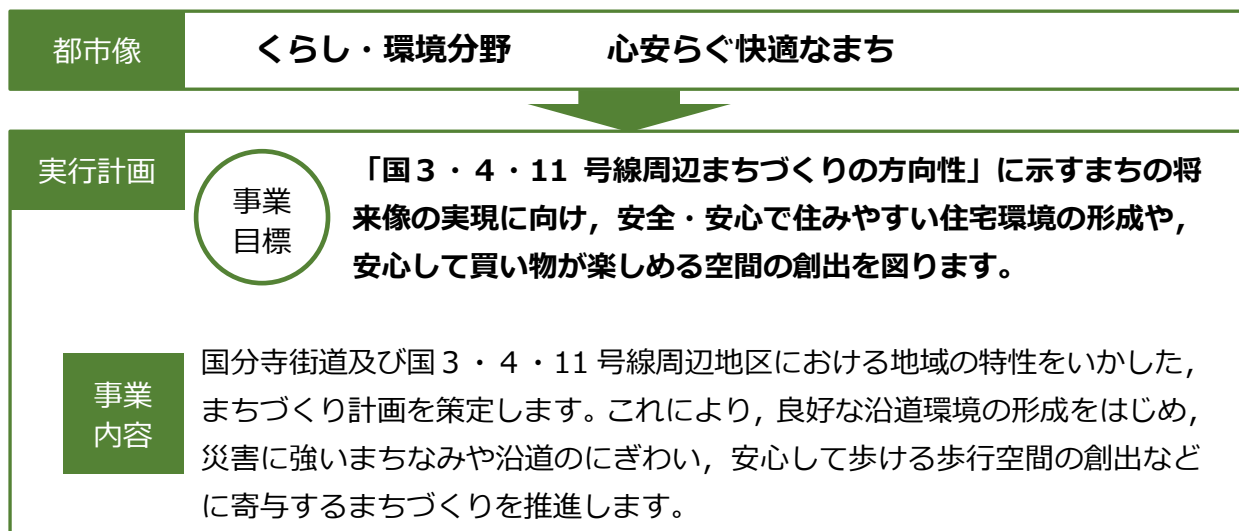 都市像
くらし・環境分野　　心安らぐ快適なまち
実行計画
事業
目標
「国３・４・11 号線周辺まちづくりの方向性」に示すまちの将
来像の実現に向け，安全・安心で住みやすい住宅環境の形成や，
安心して買い物が楽しめる空間の創出を図ります。
事業
内容
国分寺街道及び国３・４・11 号線周辺地区における地域の特性をいかした，
まちづくり計画を策定します。これにより，良好な沿道環境の形成をはじめ，
災害に強いまちなみや沿道のにぎわい，安心して歩ける歩行空間の創出など
に寄与するまちづくりを推進します。